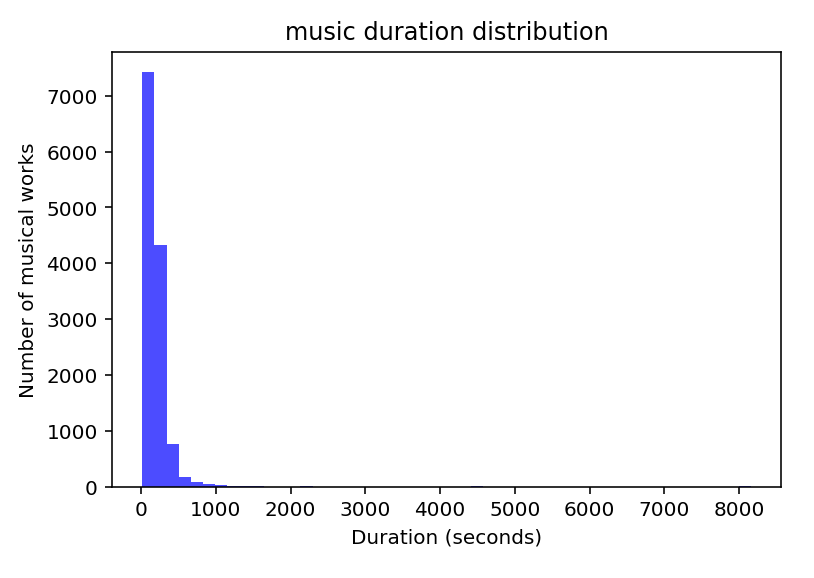 music duration distribution
Number of musical works
7000
6000
5000
4000
3000
2000
1000
0
0 1000 2000 3000 4000 5000 6000 7000 8000
Duration (seconds)